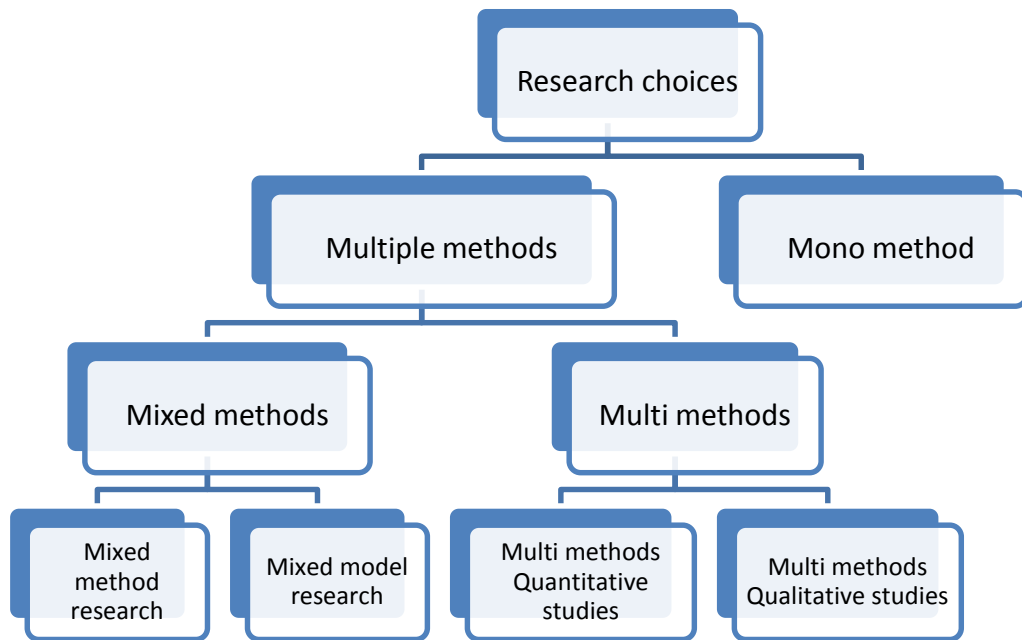 Research choices
Multiple methods
Mono method
Mixed methods
Multi methods
Mixed
method
research
Mixed model
research
Multi methods
Quantitative
studies
Multi methods
Qualitative studies